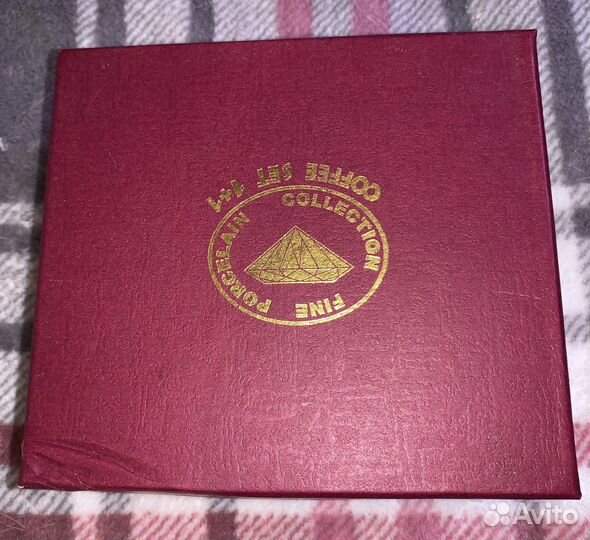 COFFEE SET 1+1
FINE PORCELAIN COLLECTION
Avito